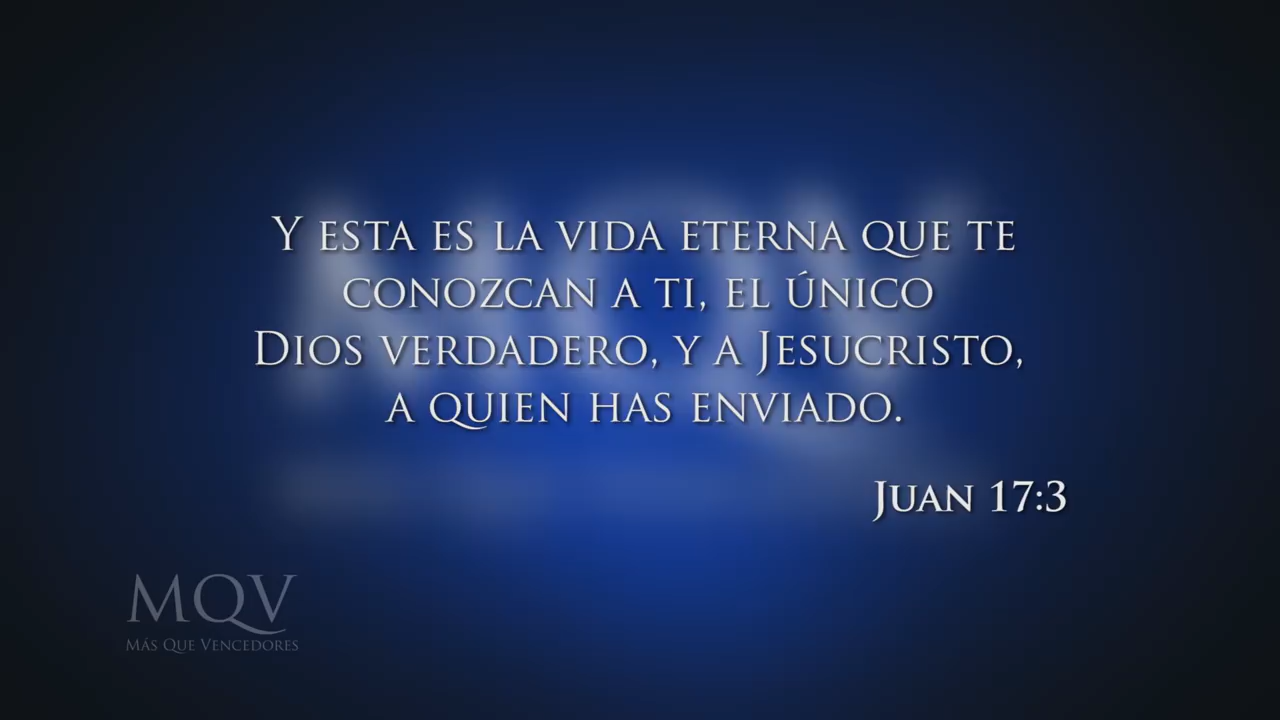 Y esta es la vida eterna que te
conozcan a ti, el único
Dios verdadero, y a Jesucristo,
a quien has enviado.
Juan 17:3
MQV
Más Que Vencedores